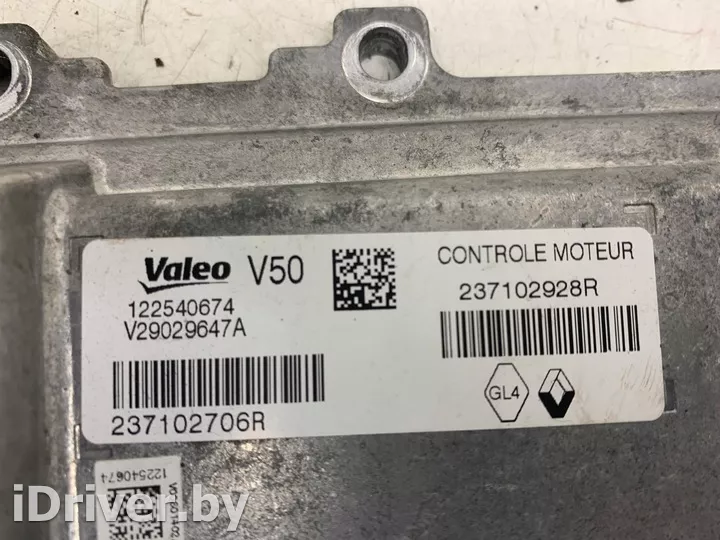 Valeo V50
122540674
V29029647A
237102706R
CONTROLE MOTEUR
237102928R
GL4
122540674
iDriver.by